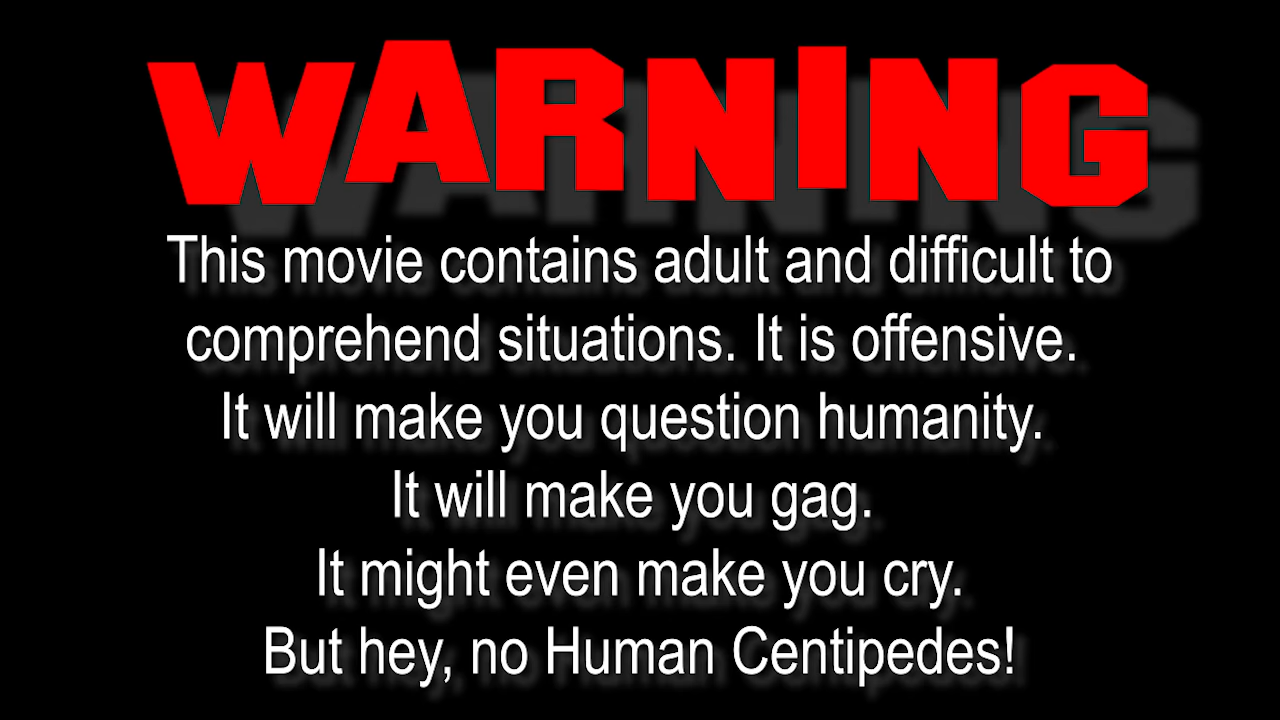 WARNING
This movie contains adult and difficult to
comprehend situations. It is offensive.
It will make you question humanity.
It will make you gag.
It might even make you cry.
But hey, no Human Centipedes!